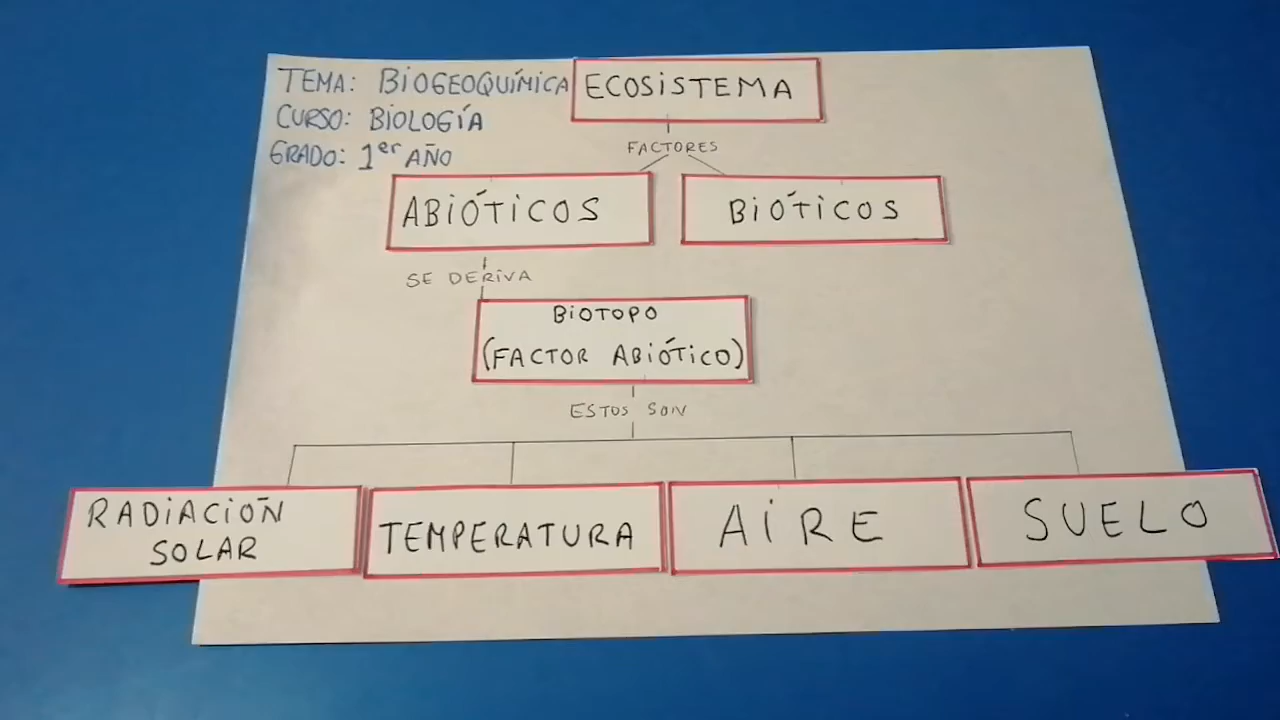 TEMA: BIOGEOQUÍMICA
CURSO: BIOLOGÍA
GRADO: 1er AÑO
ECOSISTEMA
FACTORES
ABIÓTICOS
BIÓTICOS
SE DERIVA
BIOTOPO
(FACTOR ABIÓTICO)
ESTOS SON
RADIACIÓN
SOLAR
TEMPERATURA
AIRE
SUELO